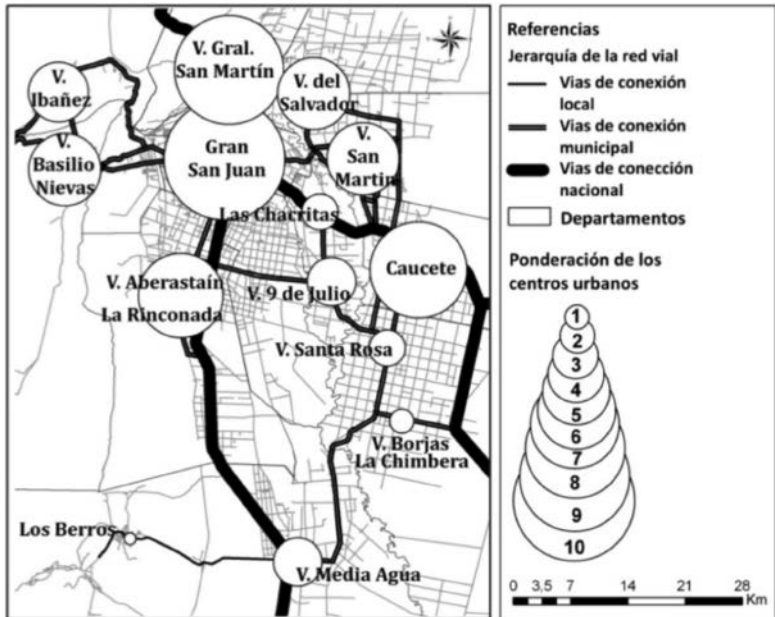 V. Gral.
San Martín
V.
Ibañez
V. del
Salvador
V.
Basilio
Nievas
Gran
San Juan
V.
San
Martin
Las Chacritas
Caucete
V. Aberastaín
La Rinconada
V. 9 de Julio
V. Santa Rosa
V. Borjas
La Chimbera
Los Berros
V. Media Agua
Referencias
Jerarquía de la red vial
Vias de conexión
local
Vias de conexión
municipal
Vias de conección
nacional
Departamentos
Ponderación de los
centros urbanos
1
2
3
4
5
6
7
8
9
10
0 3,5 7 14 21 28
Km